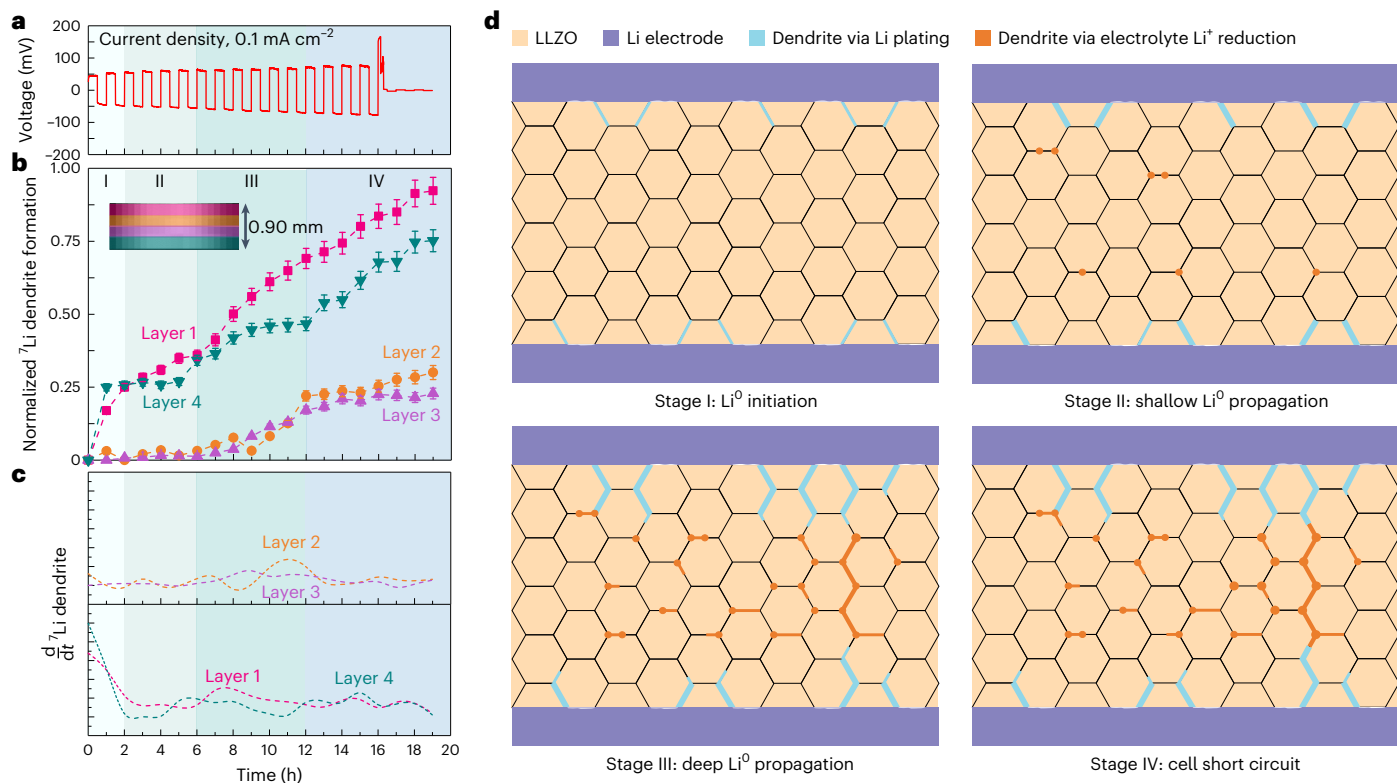 a
200
100
0
−100
−200
Voltage (mV)
Current density, 0.1 mA cm⁻²
b
1.00
0.75
0.50
0.25
0
Normalized ⁷Li dendrite formation
I
II
III
IV
0.90 mm
Layer 1
Layer 4
Layer 2
Layer 3
c
d/dt ⁷Li dendrite
Layer 2
Layer 3
Layer 1
Layer 4
0 2 4 6 8 10 12 14 16 18 20
Time (h)
d
LLZO Li electrode Dendrite via Li plating Dendrite via electrolyte Li⁺ reduction
Stage I: Li⁰ initiation
Stage II: shallow Li⁰ propagation
Stage III: deep Li⁰ propagation
Stage IV: cell short circuit